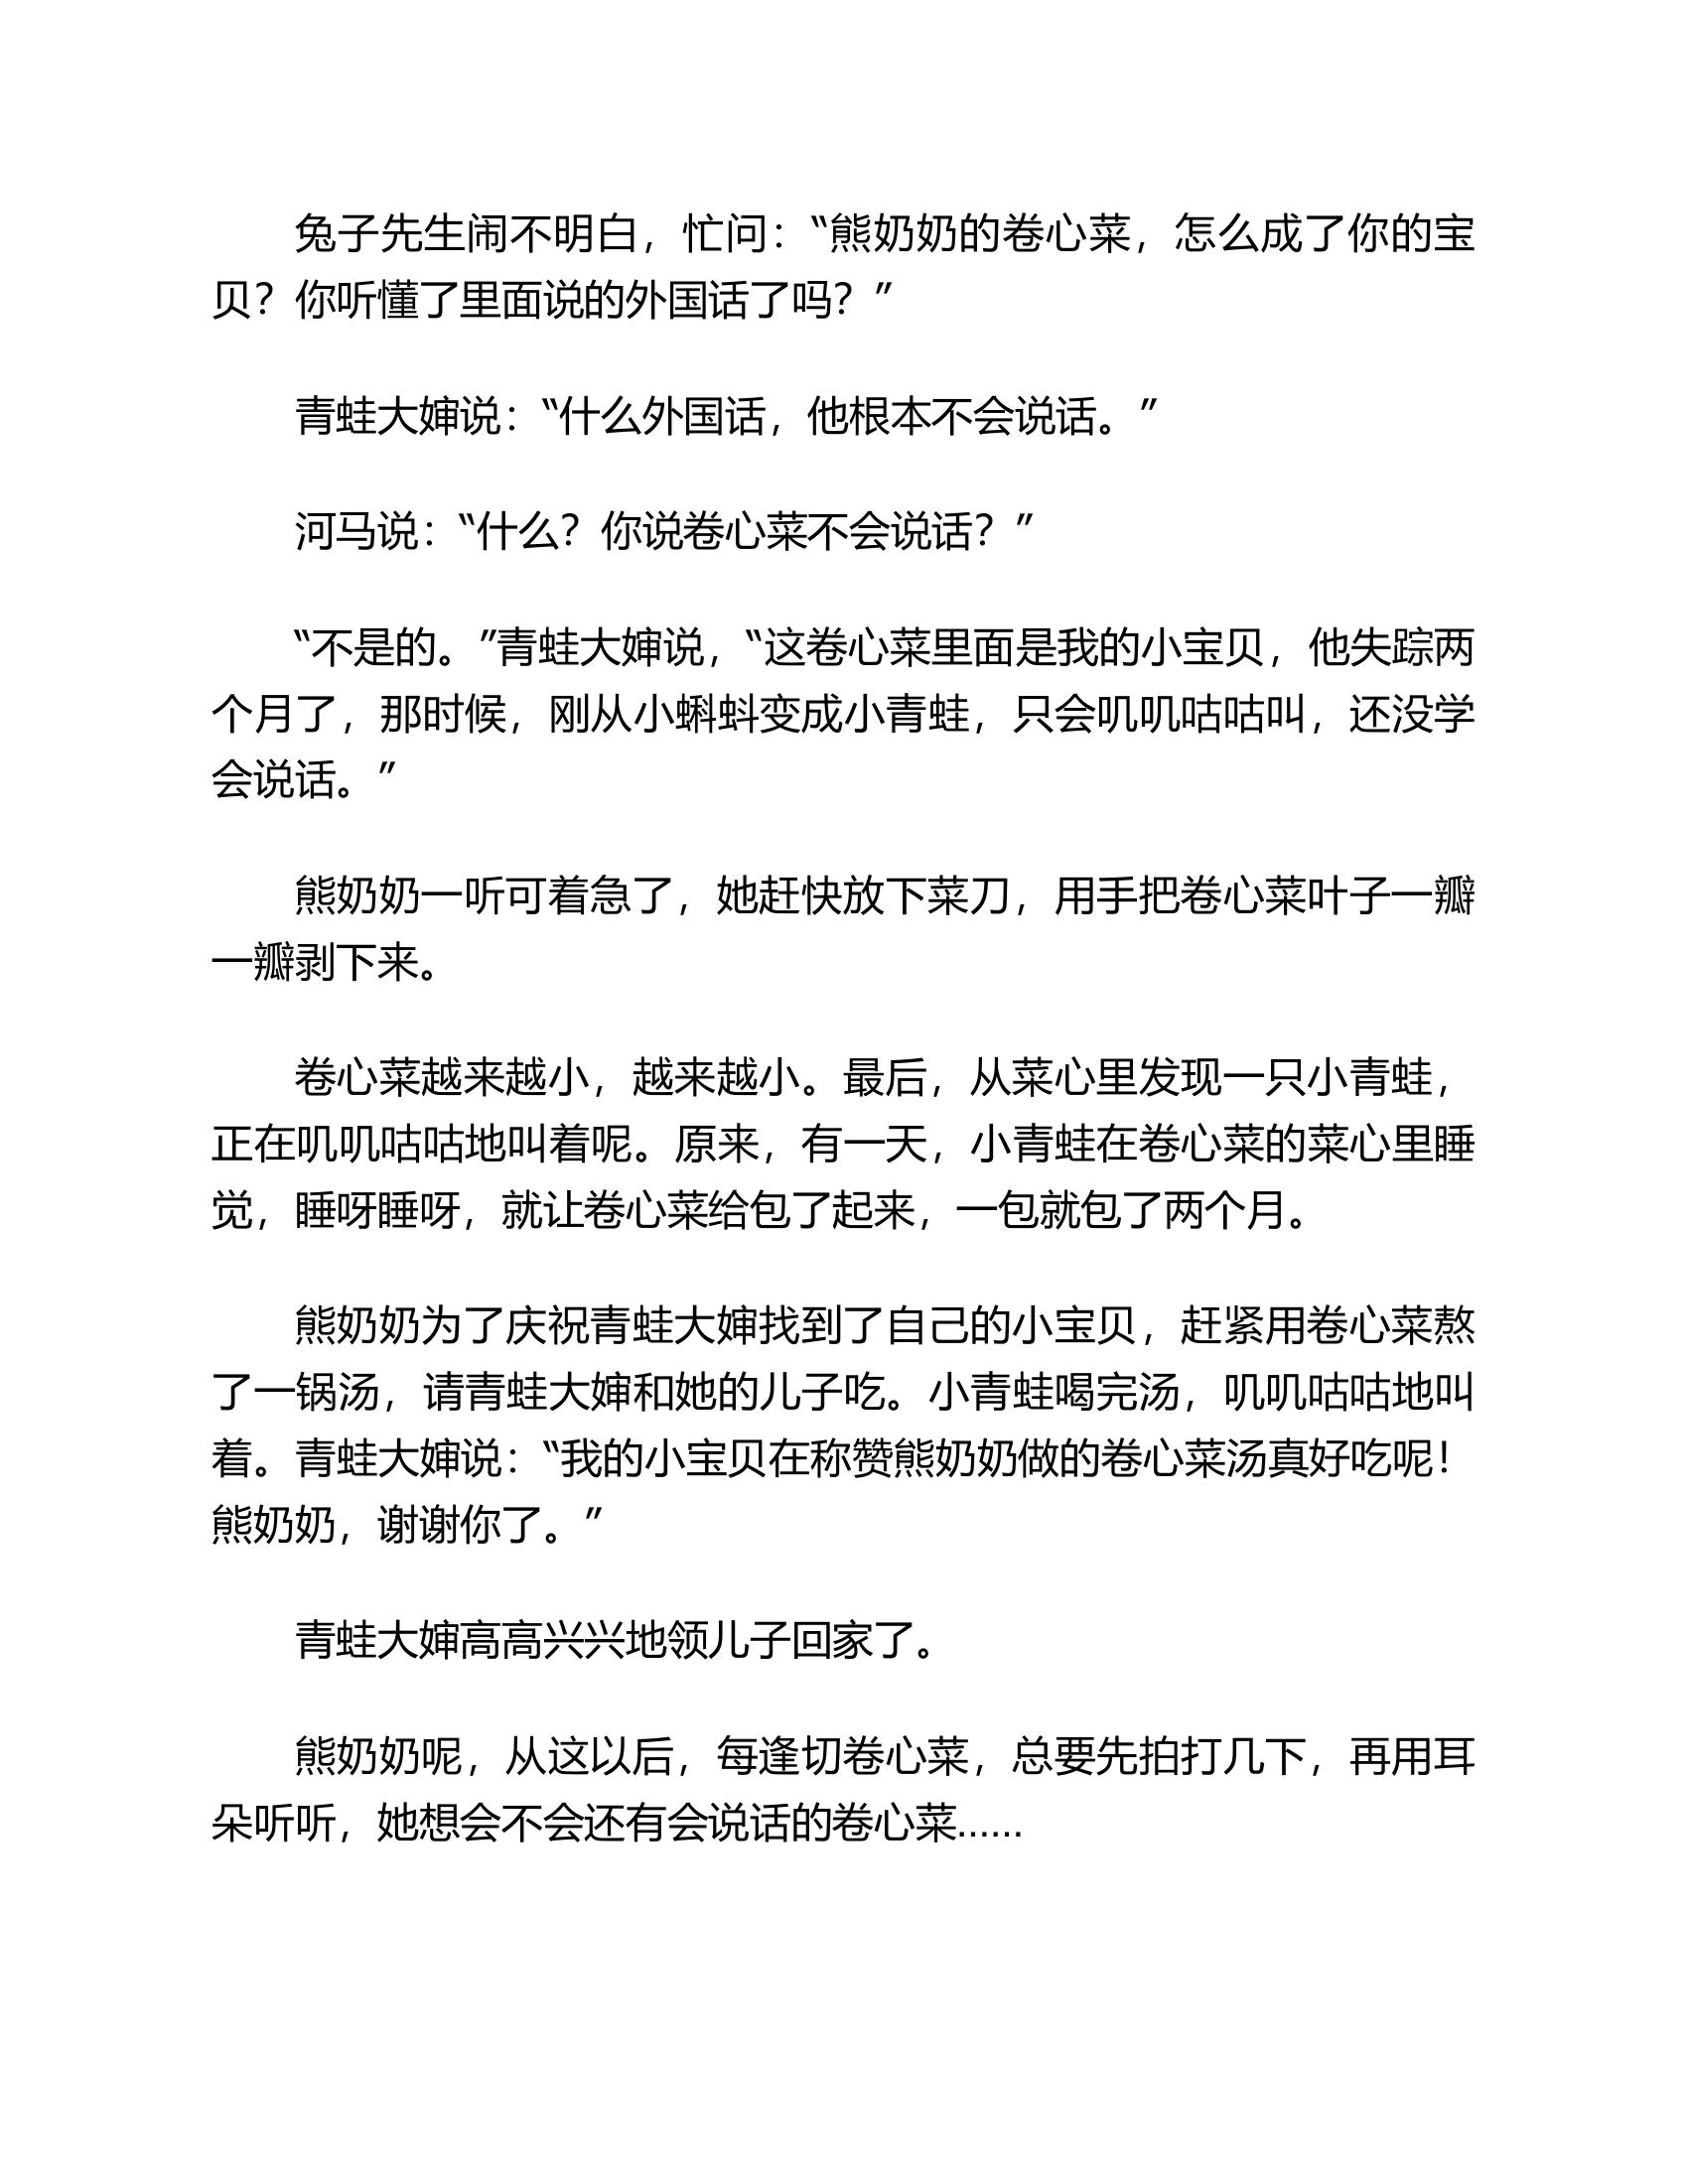 兔子先生闹不明白，忙问：“熊奶奶的卷心菜，怎么成了你的宝
贝？你听懂了里面说的外国话了吗？”
青蛙大婶说：“什么外国话，他根本不会说话。”
河马说：“什么？你说卷心菜不会说话？”
“不是的。”青蛙大婶说，“这卷心菜里面是我的小宝贝，他失踪两
个月了，那时候，刚从小蝌蚪变成小青蛙，只会叽叽咕咕叫，还没学
会说话。”
熊奶奶一听可着急了，她赶快放下菜刀，用手把卷心菜叶子一瓣
一瓣剥下来。
卷心菜越来越小，越来越小。最后，从菜心里发现一只小青蛙，
正在叽叽咕咕地叫着呢。原来，有一天，小青蛙在卷心菜的菜心里睡
觉，睡呀睡呀，就让卷心菜给包了起来，一包就包了两个月。
熊奶奶为了庆祝青蛙大婶找到了自己的小宝贝，赶紧用卷心菜熬
了一锅汤，请青蛙大婶和她的儿子吃。小青蛙喝完汤，叽叽咕咕地叫
着。青蛙大婶说：“我的小宝贝在称赞熊奶奶做的卷心菜汤真好吃呢！
熊奶奶，谢谢你了。”
青蛙大婶高高兴兴地领儿子回家了。
熊奶奶呢，从这以后，每逢切卷心菜，总要先拍打几下，再用耳
朵听听，她想会不会还有会说话的卷心菜……